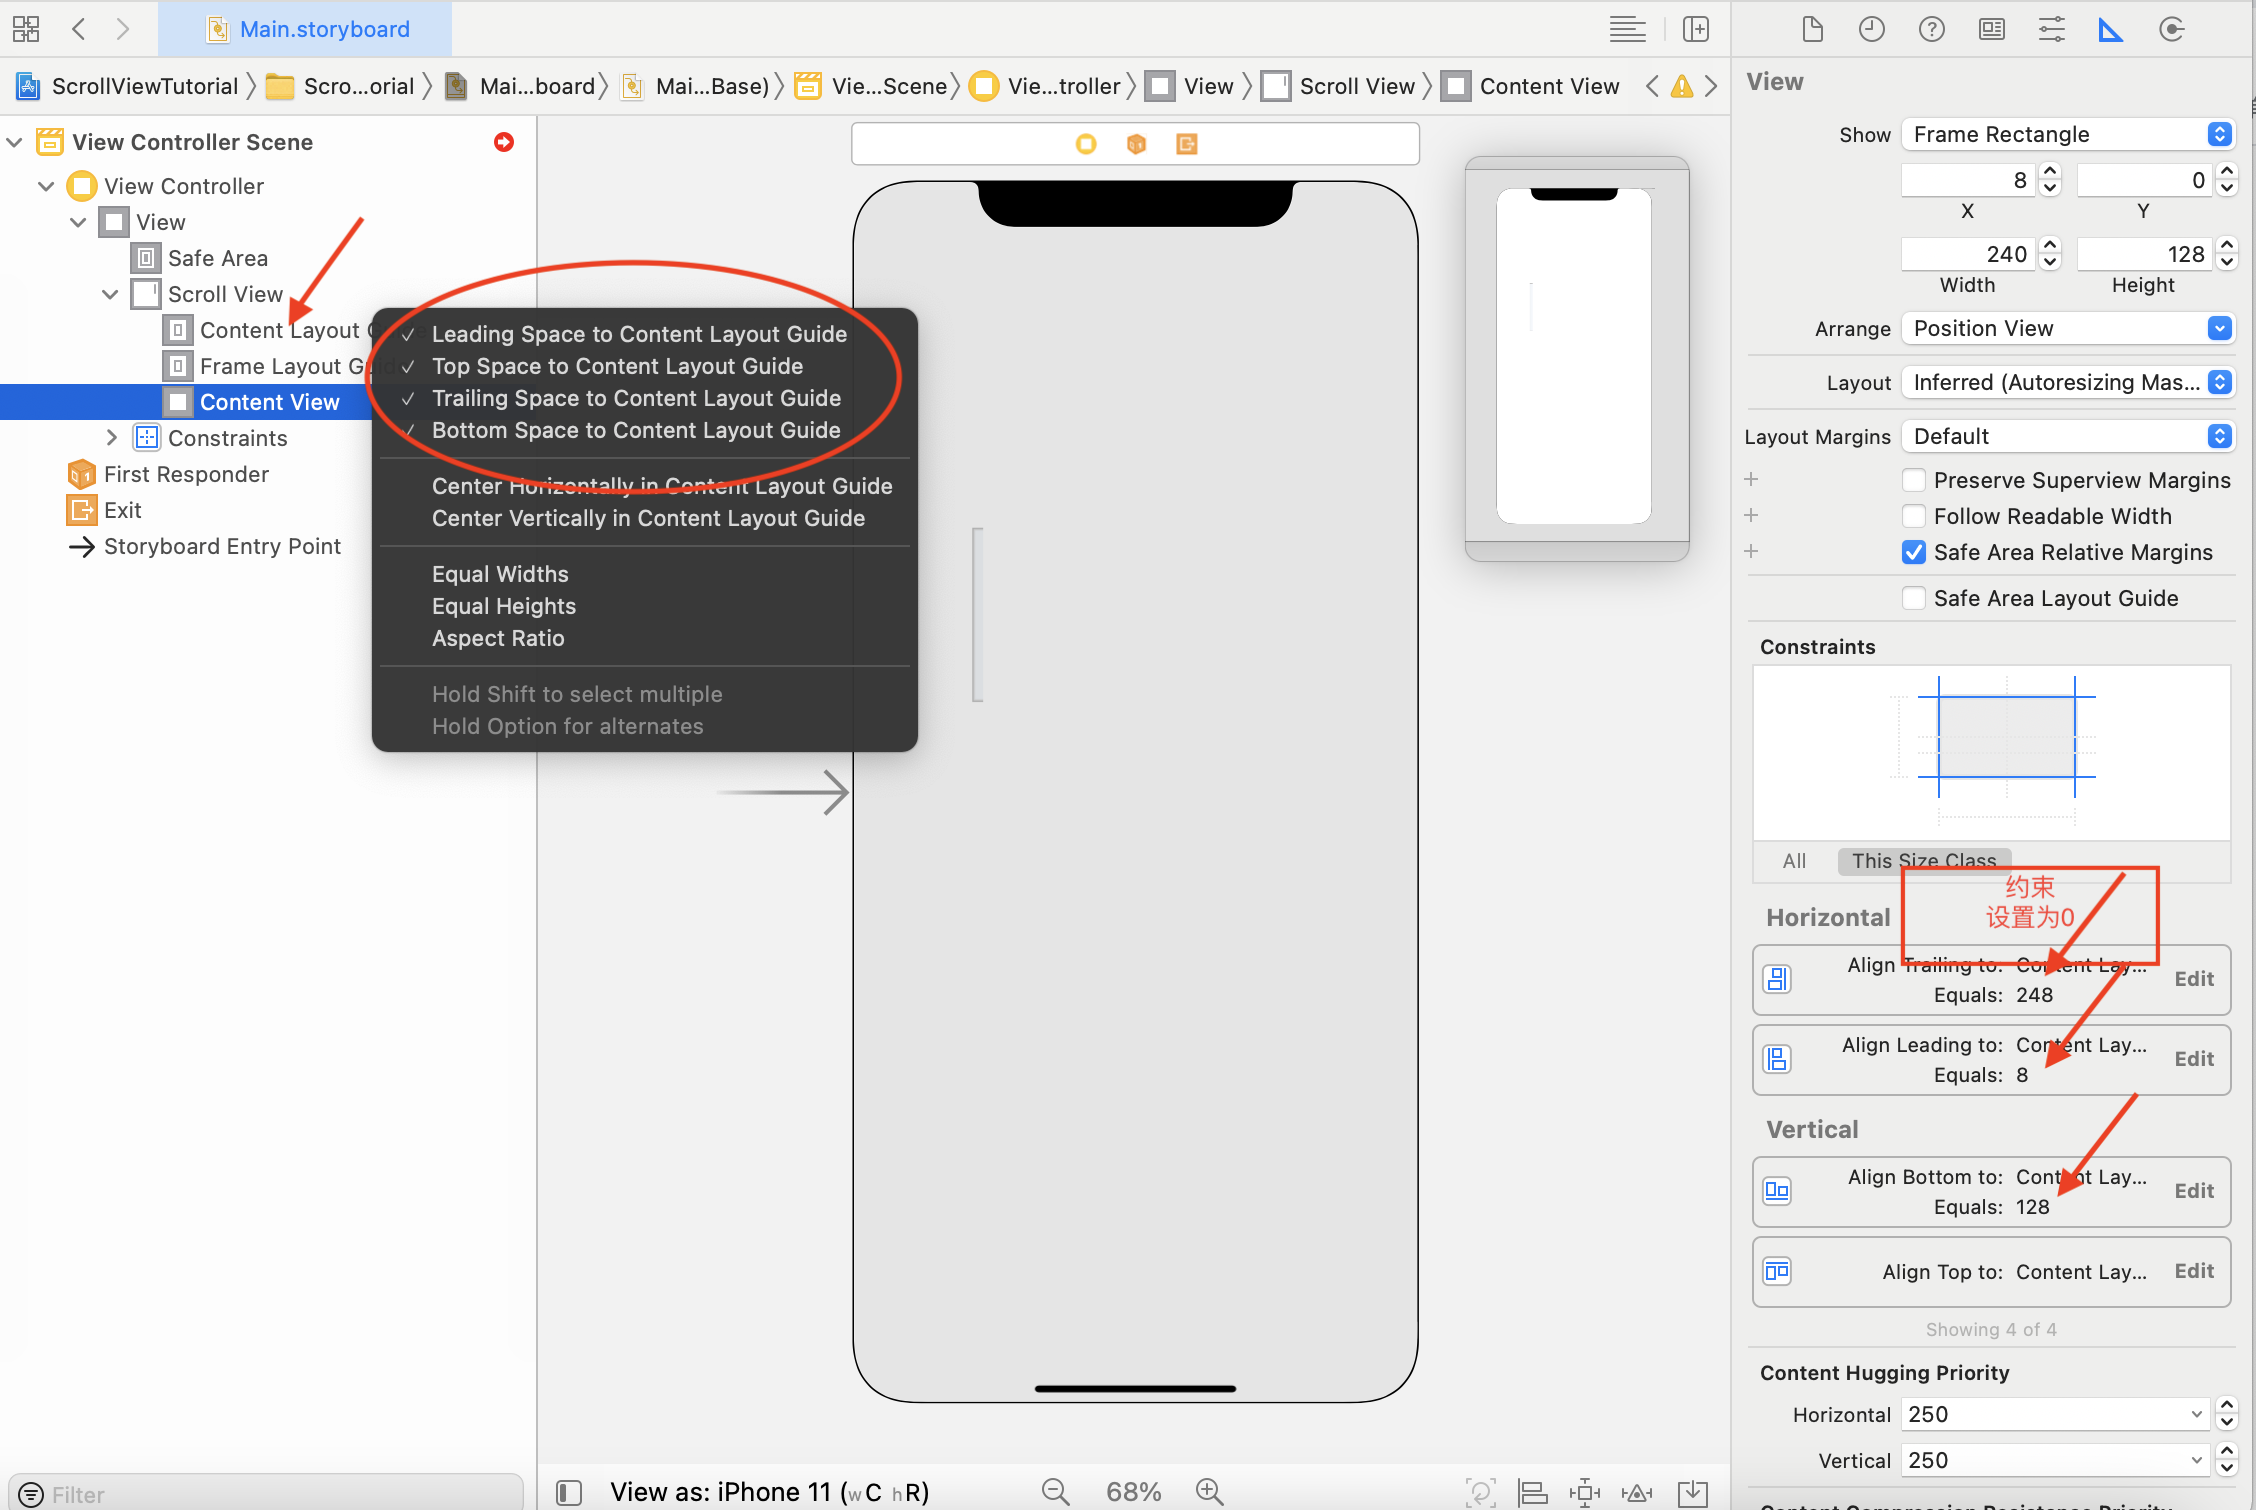 Main.storyboard
ScrollViewTutorial
Scro...orial
Mai...board
Mai...Base)
Vie...Scene
Vie...troller
View
Scroll View
Content View
View Controller Scene
View Controller
View
Safe Area
Scroll View
Content Layout G
Frame Layout Gu
Content View
Constraints
First Responder
Exit
Storyboard Entry Point
Filter
Leading Space to Content Layout Guide
Top Space to Content Layout Guide
Trailing Space to Content Layout Guide
Bottom Space to Content Layout Guide
Center Horizontally in Content Layout Guide
Center Vertically in Content Layout Guide
Equal Widths
Equal Heights
Aspect Ratio
Hold Shift to select multiple
Hold Option for alternates
View as: iPhone 11 (wC hR)
68%
View
Show Frame Rectangle
8 0
X Y
240 128
Width Height
Arrange Position View
Layout Inferred (Autoresizing Mas...
Layout Margins Default
Preserve Superview Margins
Follow Readable Width
Safe Area Relative Margins
Safe Area Layout Guide
Constraints
All This Size Class
约束
设置为0
Horizontal
Align Trailing to: Content Lay... Edit
Equals: 248
Align Leading to: Content Lay... Edit
Equals: 8
Vertical
Align Bottom to: Content Lay... Edit
Equals: 128
Align Top to: Content Lay... Edit
Showing 4 of 4
Content Hugging Priority
Horizontal 250
Vertical 250
Content Compression Resistance Priority